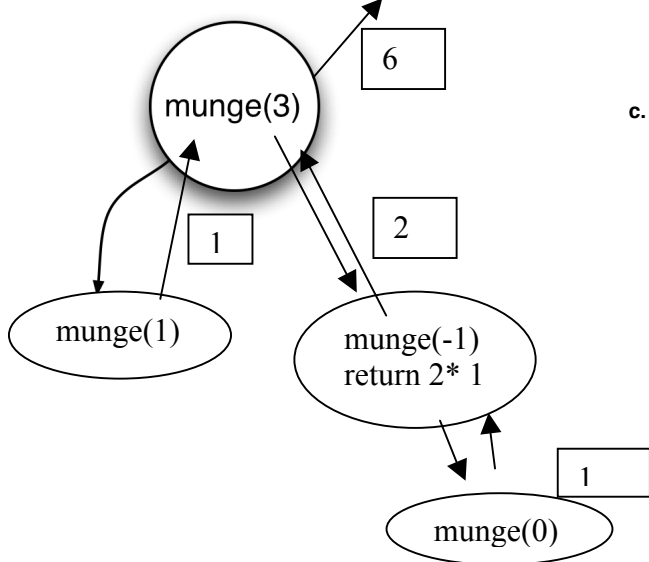 6
munge(3)
c.
1
2
munge(1)
munge(-1)
return 2* 1
1
munge(0)